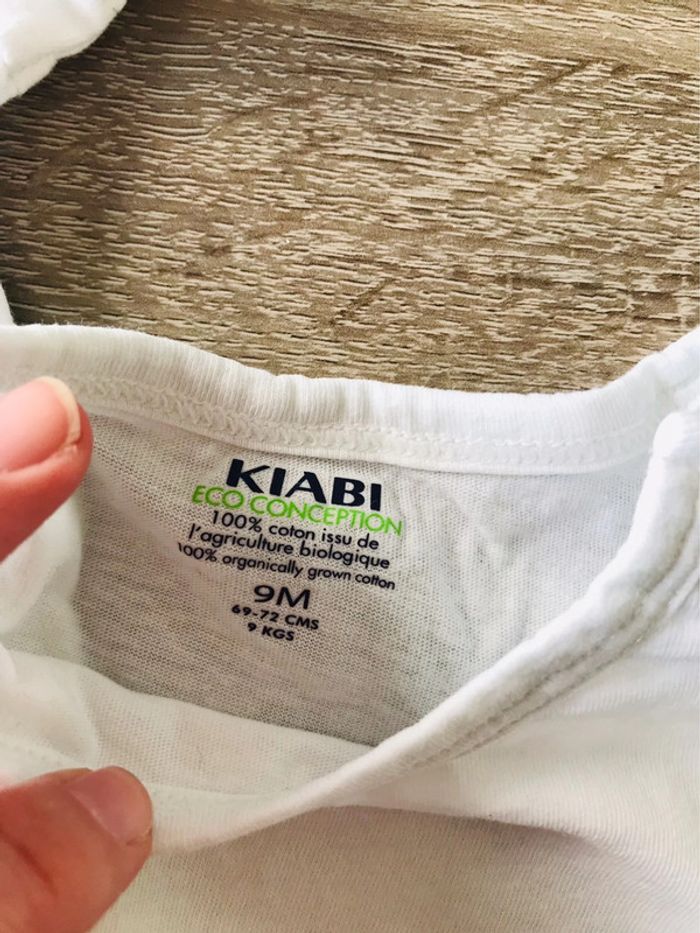 KIABI
ECO CONCEPTION
100% coton issu de
l'agriculture biologique
100% organically grown cotton
9M
69-72 CMS
9 KGS